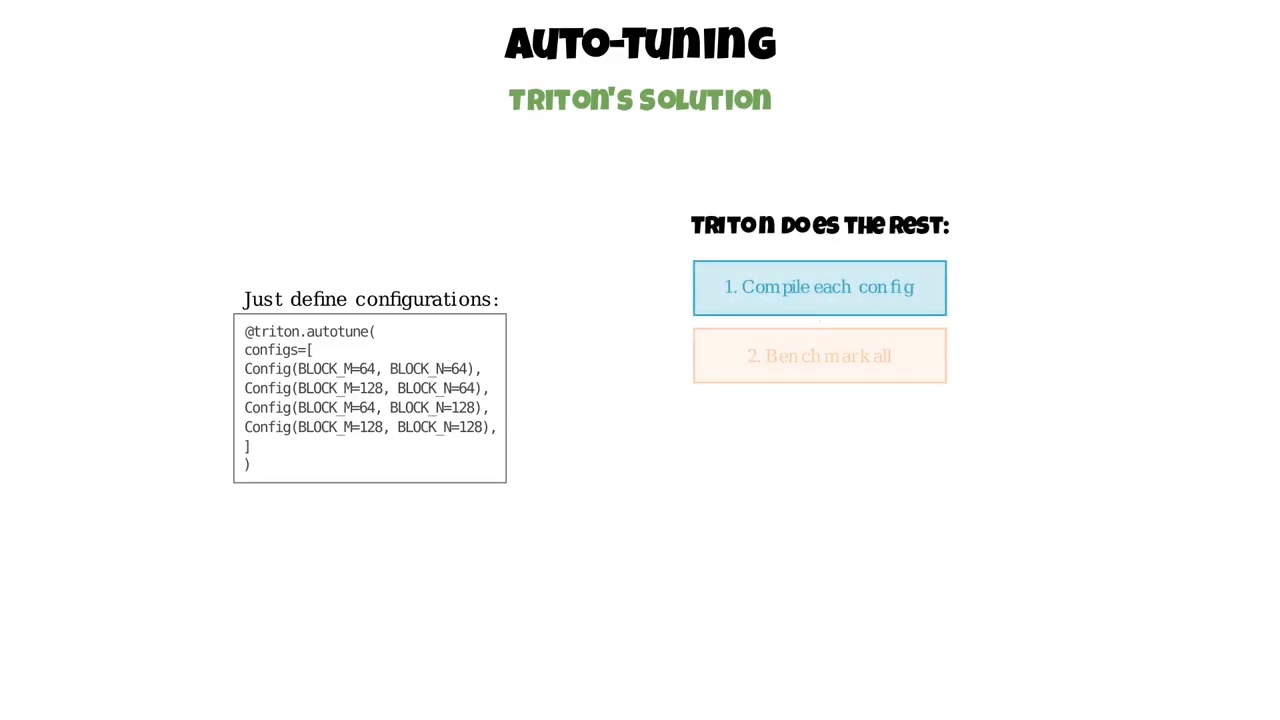 AUTO-TUNING
TRITON'S SOLUTION
TRITON DOES THE REST:
1. Compile each config
2. Benchmark all
Just define configurations:
@triton.autotune(
configs=[
Config(BLOCK_M=64, BLOCK_N=64),
Config(BLOCK_M=128, BLOCK_N=64),
Config(BLOCK_M=64, BLOCK_N=128),
Config(BLOCK_M=128, BLOCK_N=128),
]
)